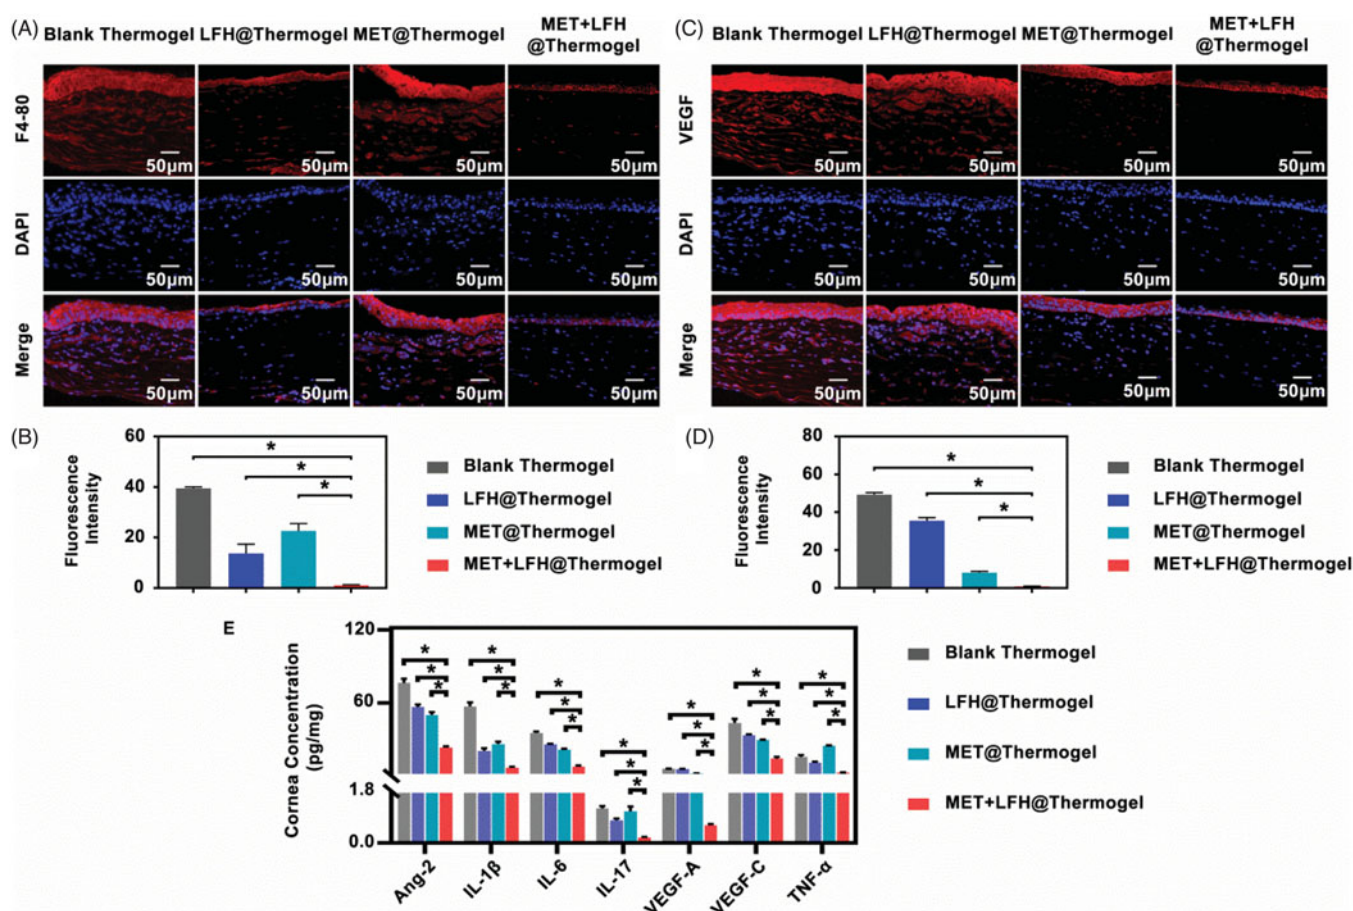 (A) Blank Thermogel LFH@Thermogel MET@Thermogel MET+LFH
@Thermogel
F4-80
50μm 50μm 50μm 50μm
DAPI
50μm 50μm 50μm 50μm
Merge
50μm 50μm 50μm 50μm
(C) Blank Thermogel LFH@Thermogel MET@Thermogel MET+LFH
@Thermogel
VEGF
50μm 50μm 50μm 50μm
DAPI
50μm 50μm 50μm 50μm
Merge
50μm 50μm 50μm 50μm
(B)
Fluorescence
Intensity
60
40
20
0
*
*
*
Blank Thermogel
LFH@Thermogel
MET@Thermogel
MET+LFH@Thermogel
(D)
Fluorescence
Intensity
80
60
40
20
0
*
*
*
Blank Thermogel
LFH@Thermogel
MET@Thermogel
MET+LFH@Thermogel
E
Cornea Concentration
(pg/mg)
120
60
1.8
0.0
* * *
* * *
* * *
* * *
* * *
* * *
* * *
Ang-2 IL-1β IL-6 IL-17 VEGF-A VEGF-C TNF-α
Blank Thermogel
LFH@Thermogel
MET@Thermogel
MET+LFH@Thermogel